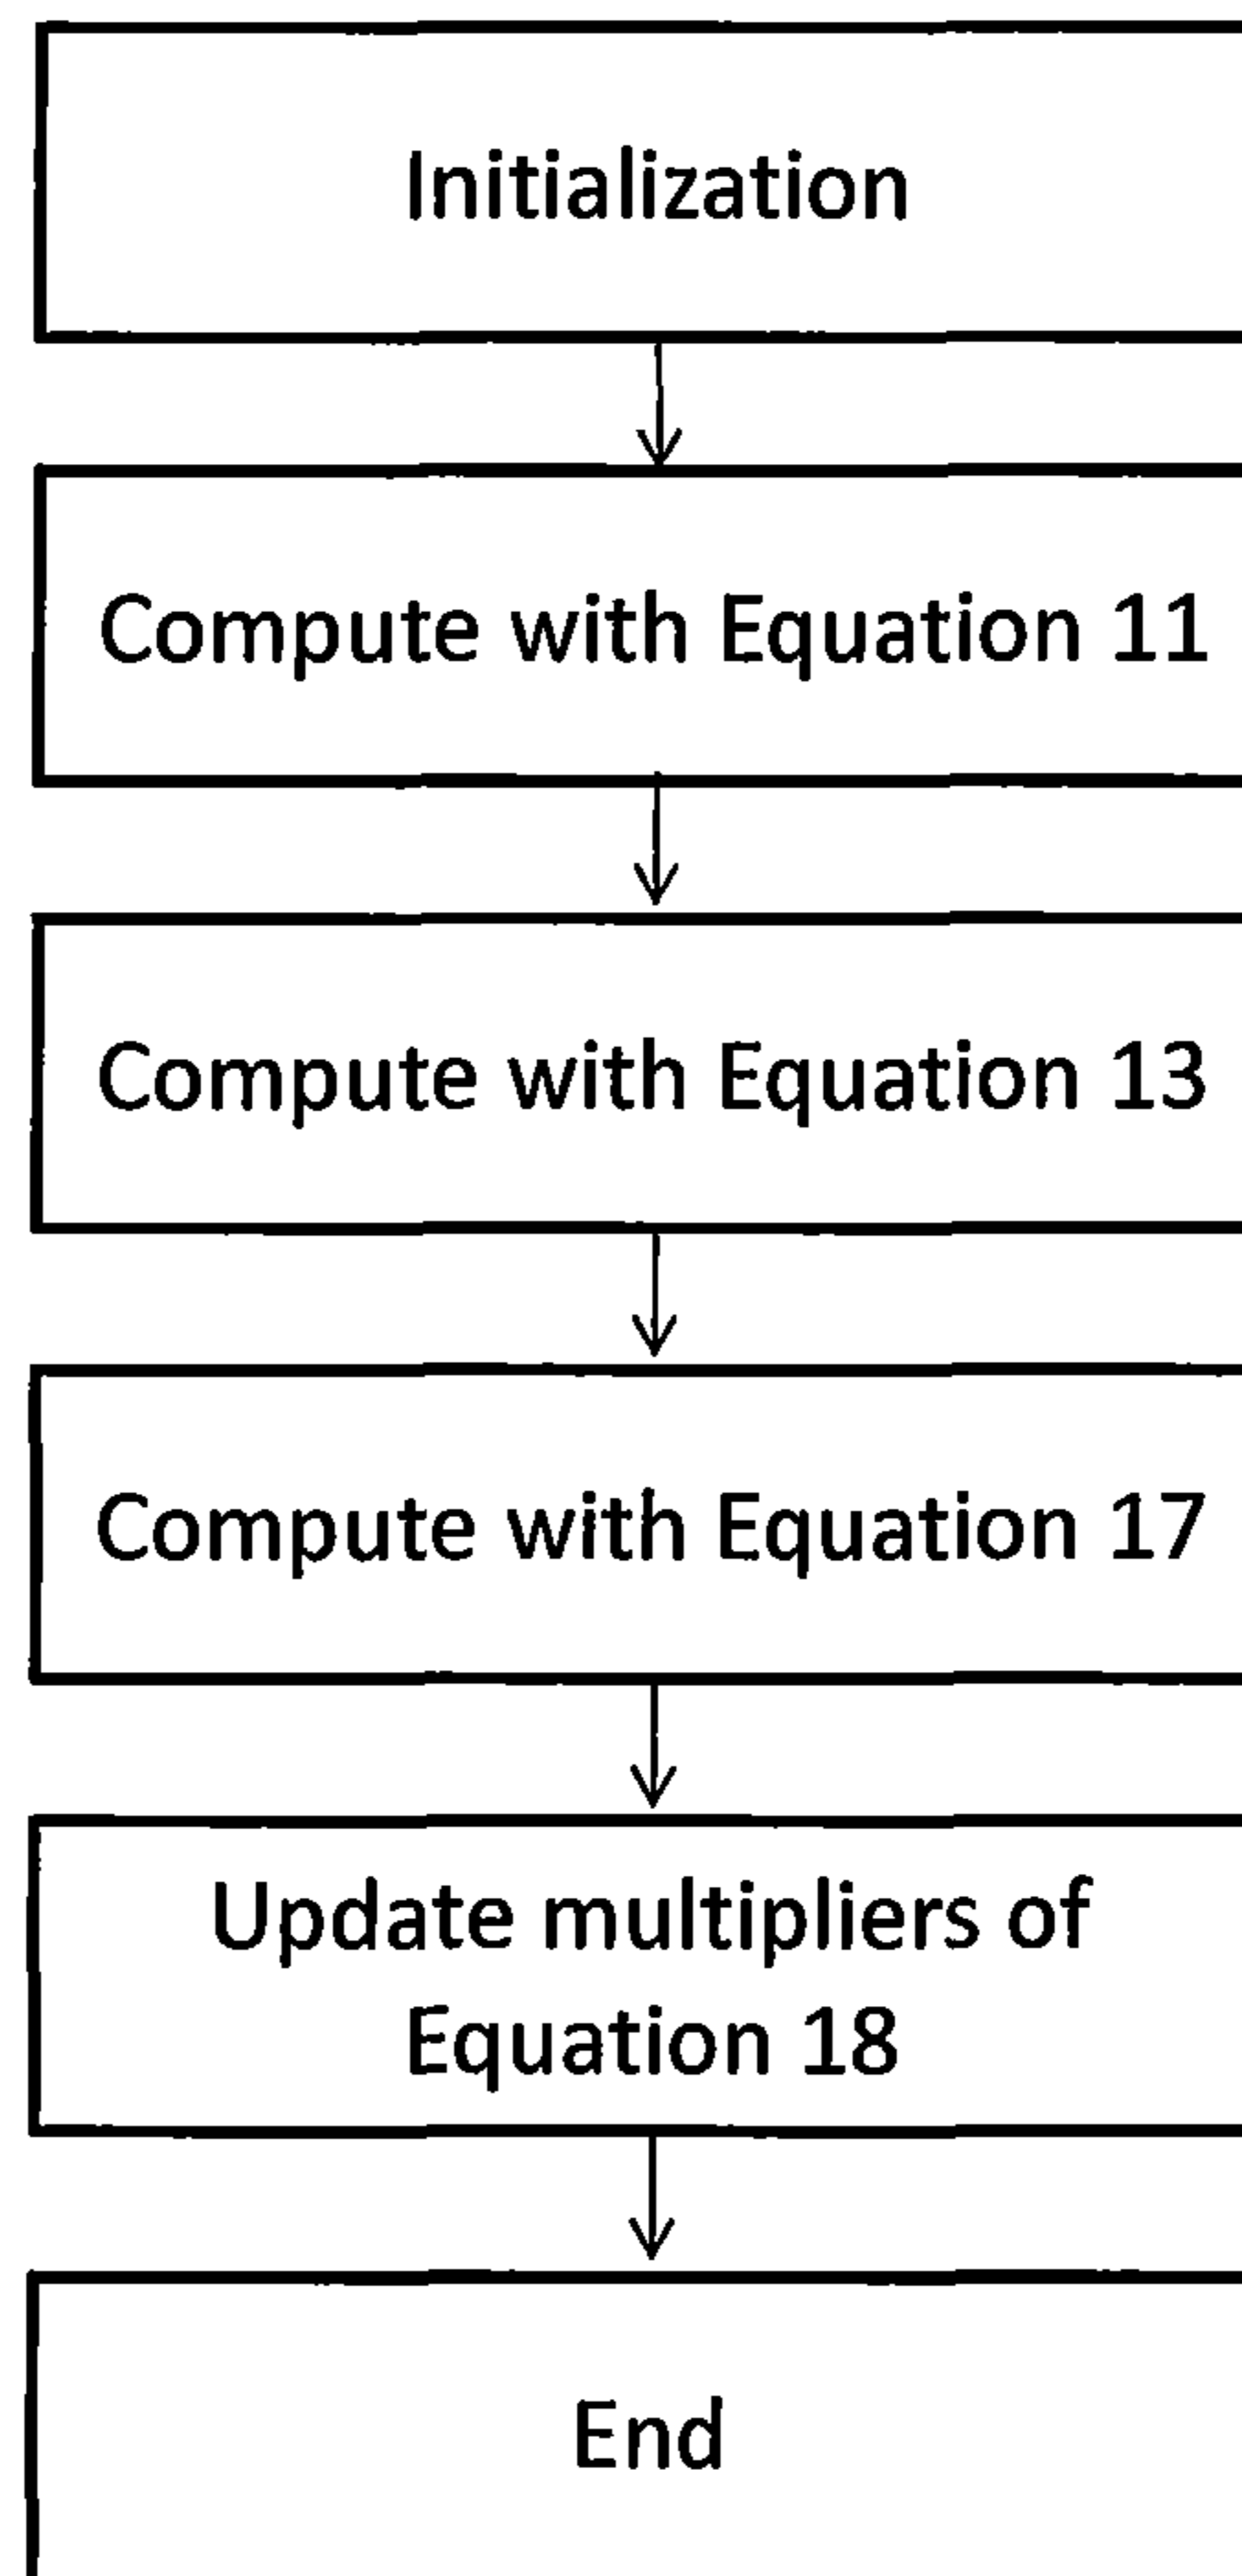 Initialization
Compute with Equation 11
Compute with Equation 13
Compute with Equation 17
Update multipliers of
Equation 18
End